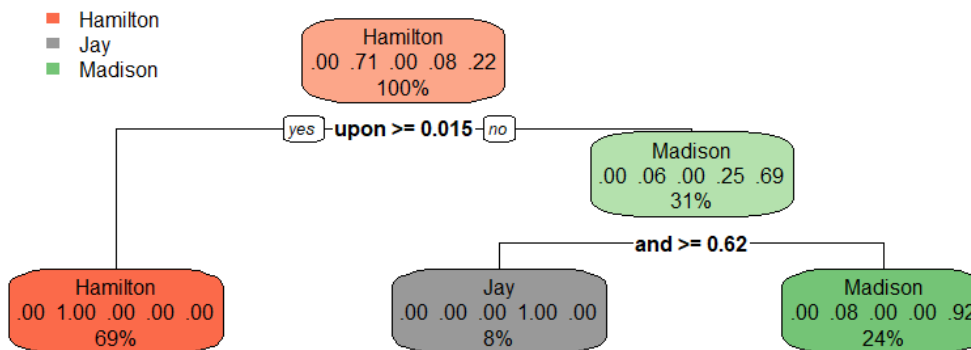 Hamilton
Jay
Madison
Hamilton
.00 .71 .00 .08 .22
100%
yes upon >= 0.015 no
Madison
.00 .06 .00 .25 .69
31%
and >= 0.62
Hamilton
.00 1.00 .00 .00 .00
69%
Jay
.00 .00 .00 1.00 .00
8%
Madison
.00 .08 .00 .00 .92
24%